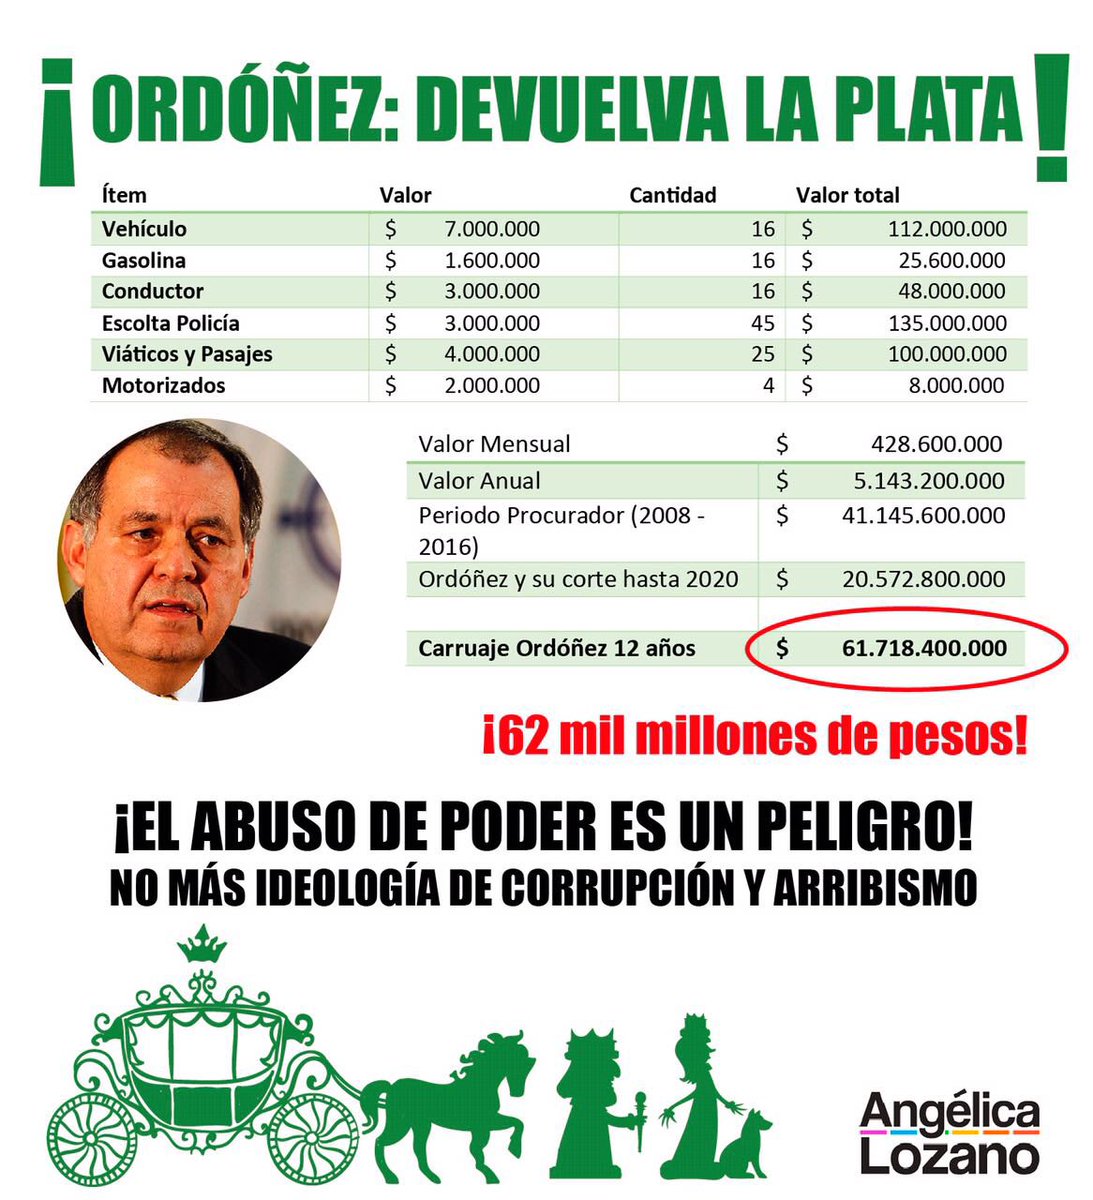 ¡ORDÓÑEZ: DEVUELVA LA PLATA!
Ítem Valor Cantidad Valor total
Vehículo $ 7.000.000 16 $ 112.000.000
Gasolina $ 1.600.000 16 $ 25.600.000
Conductor $ 3.000.000 16 $ 48.000.000
Escolta Policía $ 3.000.000 45 $ 135.000.000
Viáticos y Pasajes $ 4.000.000 25 $ 100.000.000
Motorizados $ 2.000.000 4 $ 8.000.000
Valor Mensual $ 428.600.000
Valor Anual $ 5.143.200.000
Periodo Procurador (2008 - $ 41.145.600.000
2016)
Ordóñez y su corte hasta 2020 $ 20.572.800.000
Carruaje Ordóñez 12 años $ 61.718.400.000
¡62 mil millones de pesos!
¡EL ABUSO DE PODER ES UN PELIGRO!
NO MÁS IDEOLOGÍA DE CORRUPCIÓN Y ARRIBISMO
Angélica
Lozano